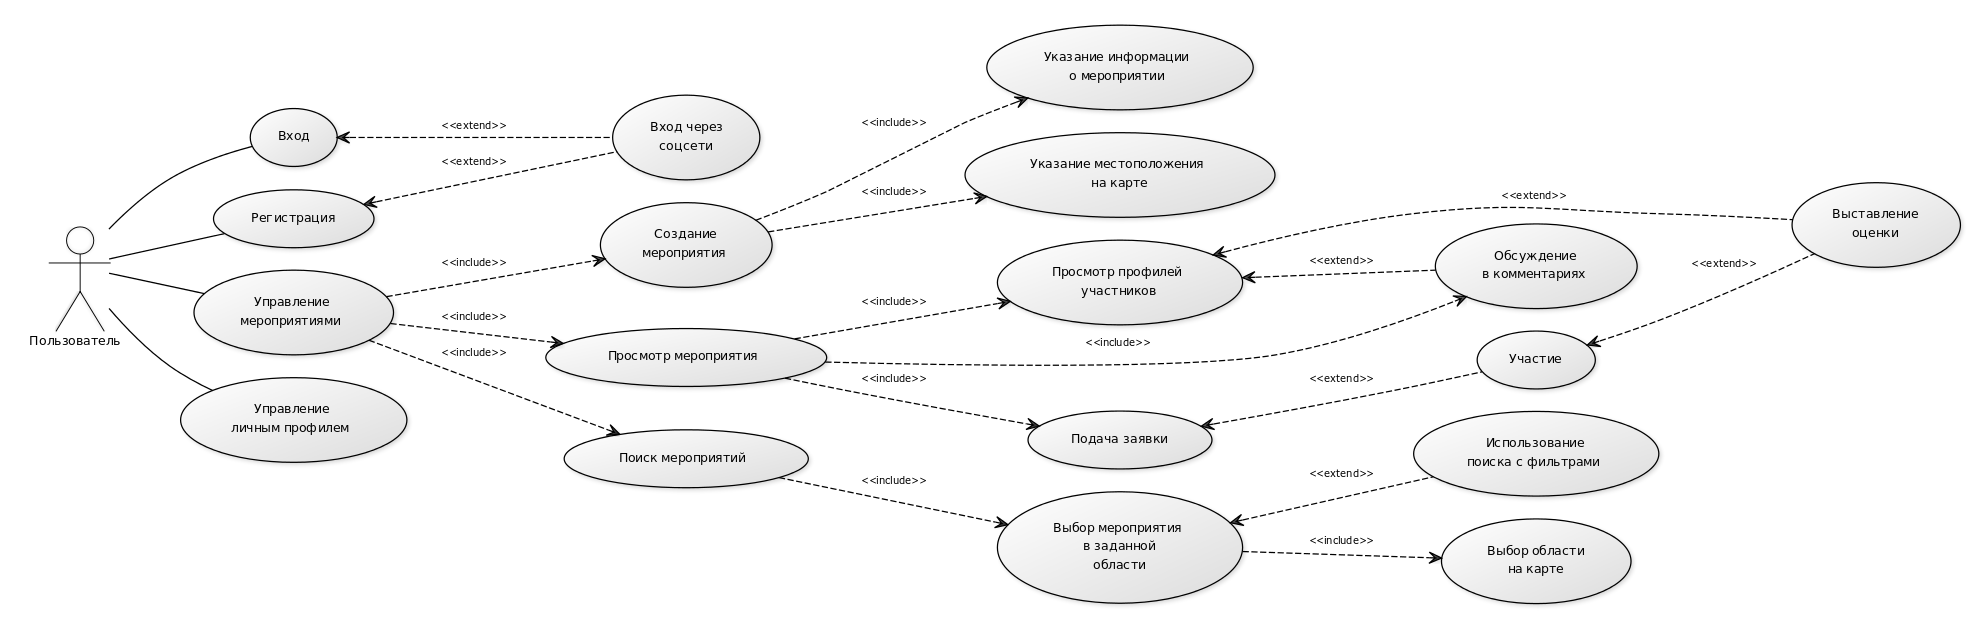 Пользователь
Вход
Регистрация
Управление
мероприятиями
Управление
личным профилем
<<extend>>
<<extend>>
<<include>>
<<include>>
<<include>>
Вход через
соцсети
Создание
мероприятия
Просмотр мероприятия
Поиск мероприятий
<<include>>
<<include>>
<<include>>
<<include>>
<<include>>
<<include>>
Указание информации
о мероприятии
Указание местоположения
на карте
Просмотр профилей
участников
Подача заявки
Выбор мероприятия
в заданной
области
<<extend>>
<<extend>>
<<extend>>
<<extend>>
<<include>>
Обсуждение
в комментариях
Участие
Использование
поиска с фильтрами
Выбор области
на карте
<<extend>>
Выставление
оценки